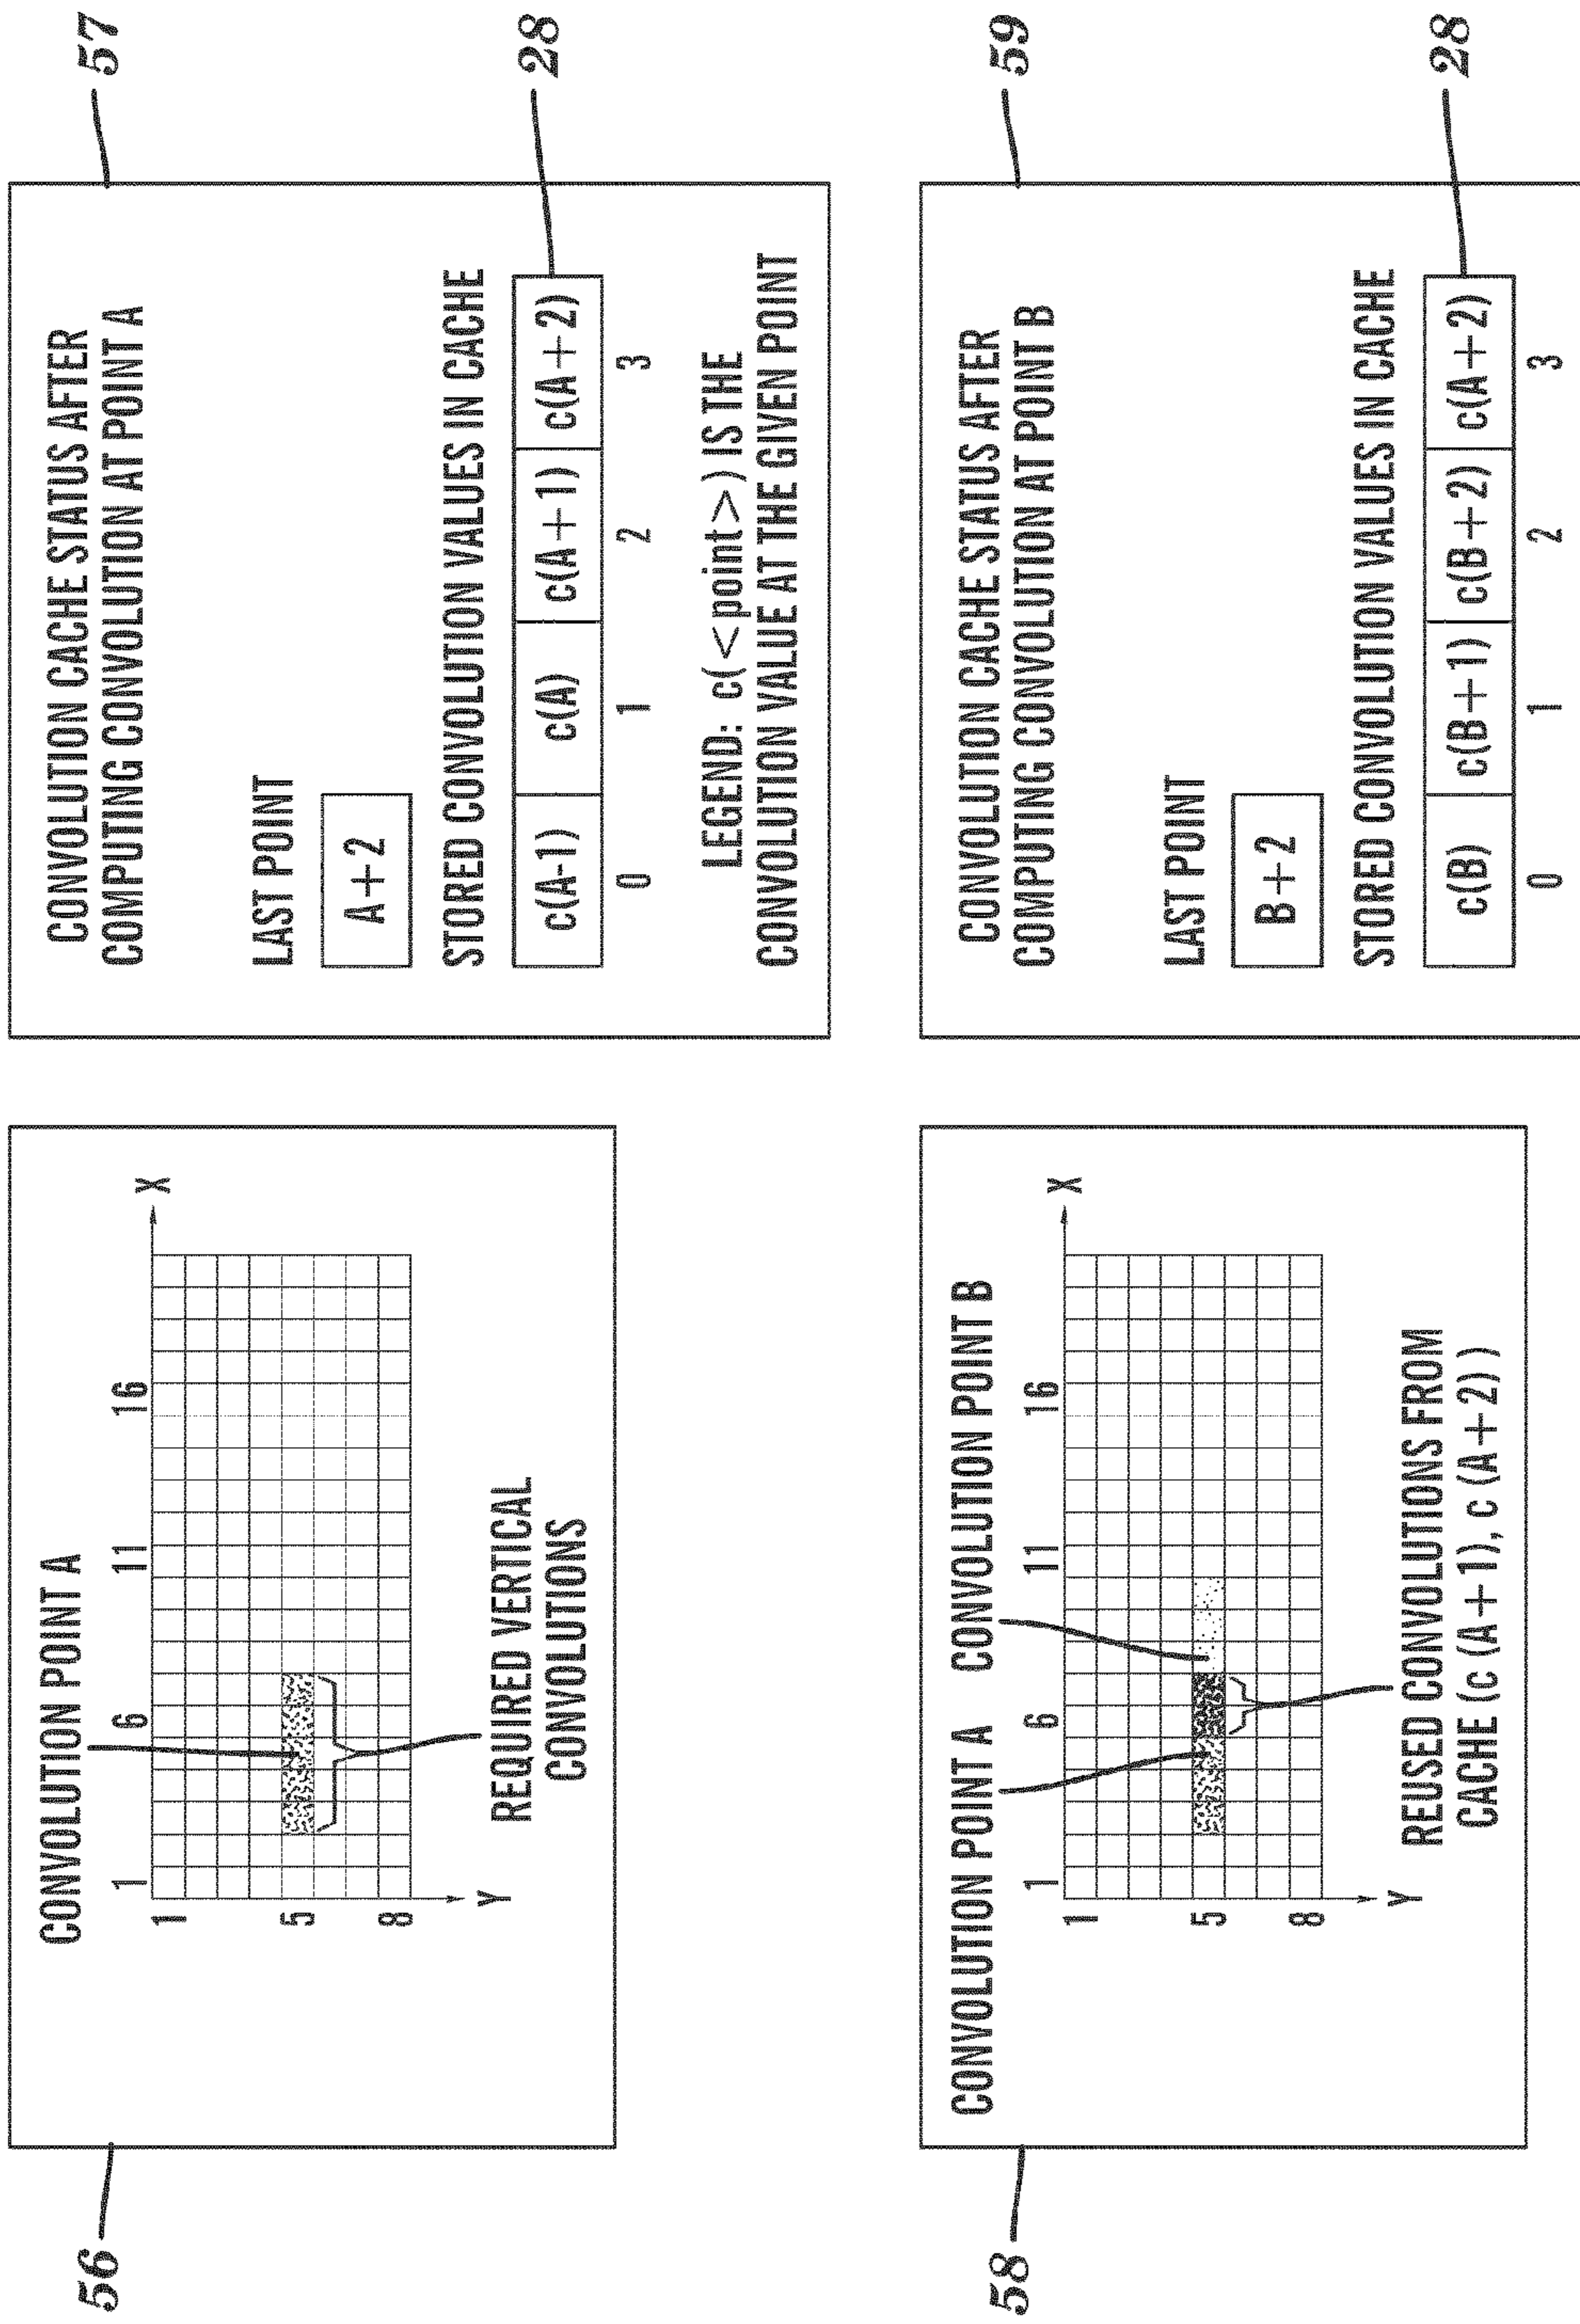 56
CONVOLUTION POINT A
1 6 11 16 X
1
5
8
Y
REQUIRED VERTICAL
CONVOLUTIONS
57
CONVOLUTION CACHE STATUS AFTER
COMPUTING CONVOLUTION AT POINT A
LAST POINT
A+2
STORED CONVOLUTION VALUES IN CACHE
c(A-1) c(A) c(A+1) c(A+2)
28
0 1 2 3
LEGEND: c(<point>) IS THE
CONVOLUTION VALUE AT THE GIVEN POINT
58
CONVOLUTION POINT A CONVOLUTION POINT B
1 6 11 16 X
1
5
8
Y
REUSED CONVOLUTIONS FROM
CACHE (c (A+1), c (A+2))
59
CONVOLUTION CACHE STATUS AFTER
COMPUTING CONVOLUTION AT POINT B
LAST POINT
B+2
STORED CONVOLUTION VALUES IN CACHE
c(B) c(B+1) c(B+2) c(A+2)
28
0 1 2 3